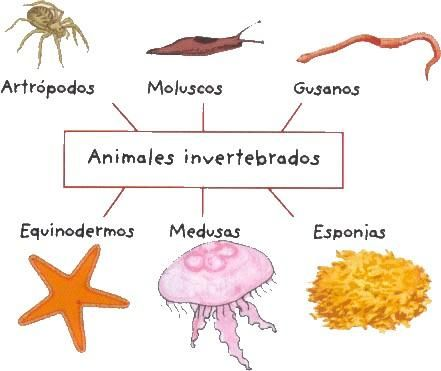 Artrópodos
Moluscos
Gusanos
Animales invertebrados
Equinodermos
Medusas
Esponjas